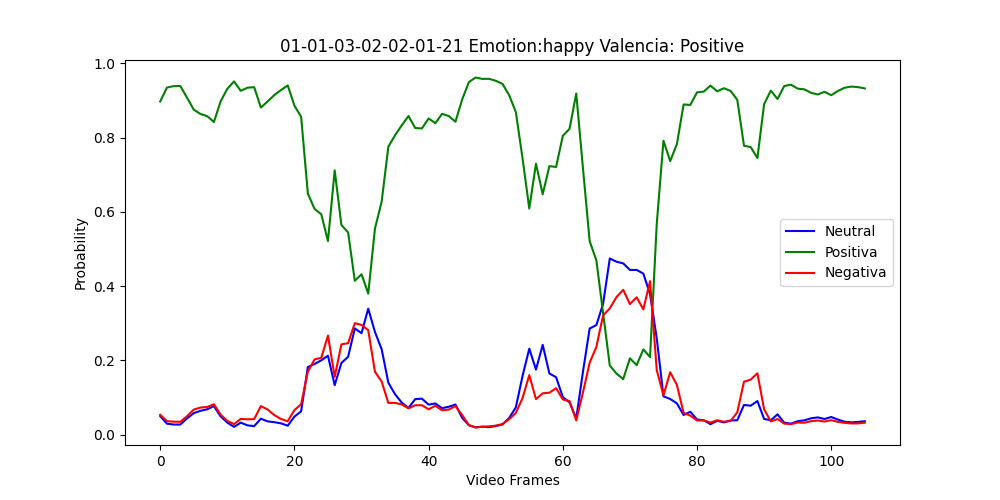 01-01-03-02-02-01-21 Emotion:happy Valencia: Positive
1.0
0.8
0.6
0.4
0.2
0.0
Probability
Neutral
Positiva
Negativa
0 20 40 60 80 100
Video Frames